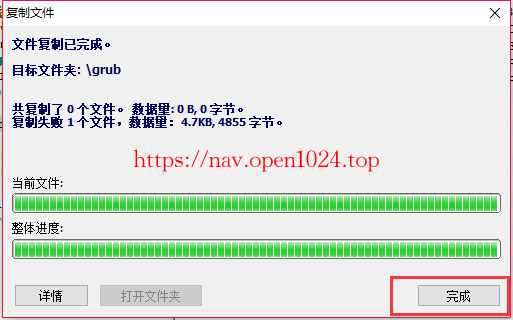 复制文件
文件复制已完成。
目标文件夹: \grub
共复制了 0 个文件。 数据量: 0 B, 0 字节。
复制失败 1 个文件，数据量：4.7KB, 4855 字节。
https://nav.open1024.top
当前文件:
整体进度:
详情
打开文件夹
完成